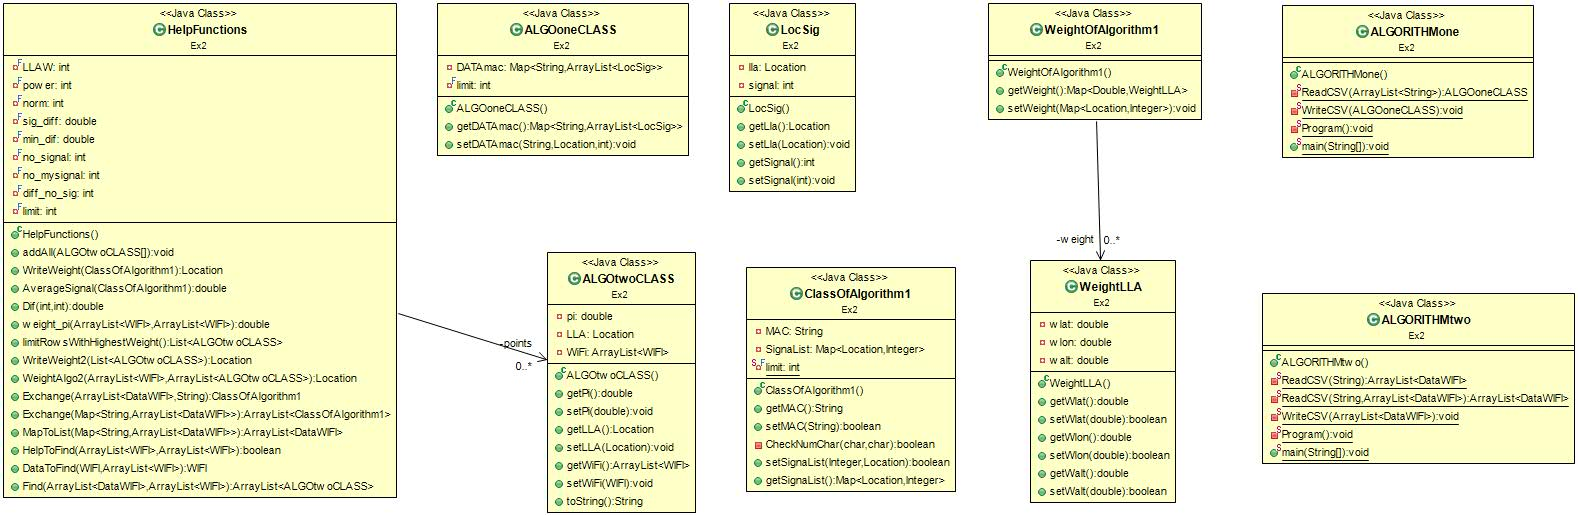 <<Java Class>>
HelpFunctions
Ex2
LLAW: int
power: int
norm: int
sig_diff: double
min_dif: double
no_signal: int
no_mysignal: int
diff_no_sig: int
limit: int
HelpFunctions()
addAll(ALGOtwoCLASS[]):void
WriteWeight(ClassOfAlgorithm1):Location
AverageSignal(ClassOfAlgorithm1):double
Dif(int,int):double
weight_pi(ArrayList<WIFI>,ArrayList<WIFI>):double
limitRowsWithHighestWeight():List<ALGOtwoCLASS>
WriteWeight2(List<ALGOtwoCLASS>):Location
WeightAlgo2(ArrayList<WIFI>,ArrayList<ALGOtwoCLASS>):Location
Exchange(ArrayList<DataWIFI>,String):ClassOfAlgorithm1
Exchange(Map<String,ArrayList<DataWIFI>>):ArrayList<ClassOfAlgorithm1>
MapToList(Map<String,ArrayList<DataWIFI>>):ArrayList<DataWIFI>
HelpToFind(ArrayList<WIFI>,ArrayList<WIFI>):boolean
DataToFind(WIFI,ArrayList<WIFI>):WIFI
Find(ArrayList<DataWIFI>,ArrayList<WIFI>):ArrayList<ALGOtwoCLASS>
<<Java Class>>
ALGOoneCLASS
Ex2
DATAmac: Map<String,ArrayList<LocSig>>
limit: int
ALGOoneCLASS()
getDATAmac():Map<String,ArrayList<LocSig>>
setDATAmac(String,Location,int):void
<<Java Class>>
LocSig
Ex2
lla: Location
signal: int
LocSig()
getLla():Location
setLla(Location):void
getSignal():int
setSignal(int):void
<<Java Class>>
WeightOfAlgorithm1
Ex2
WeightOfAlgorithm1()
getWeight():Map<Double,WeightLLA>
setWeight(Map<Location,Integer>):void
<<Java Class>>
ALGORITHMone
Ex2
ALGORITHMone()
ReadCSV(ArrayList<String>):ALGOoneCLASS
WriteCSV(ALGOoneCLASS):void
Program():void
main(String[]):void
-points
0..*
<<Java Class>>
ALGOtwoCLASS
Ex2
pi: double
LLA: Location
WiFi: ArrayList<WIFI>
ALGOtwoCLASS()
getPi():double
setPi(double):void
getLLA():Location
setLLA(Location):void
getWiFi():ArrayList<WIFI>
setWiFi(WIFI):void
toString():String
<<Java Class>>
ClassOfAlgorithm1
Ex2
MAC: String
SignaList: Map<Location,Integer>
limit: int
ClassOfAlgorithm1()
getMAC():String
setMAC(String):boolean
CheckNumChar(char,char):boolean
setSignaList(Integer,Location):boolean
getSignaList():Map<Location,Integer>
-weight
0..*
<<Java Class>>
WeightLLA
Ex2
wlat: double
wlon: double
walt: double
WeightLLA()
getWlat():double
setWlat(double):boolean
getWlon():double
setWlon(double):boolean
getWalt():double
setWalt(double):boolean
<<Java Class>>
ALGORITHMtwo
Ex2
ALGORITHMtwo()
ReadCSV(String):ArrayList<DataWIFI>
ReadCSV(String,ArrayList<DataWIFI>):ArrayList<DataWIFI>
WriteCSV(ArrayList<DataWIFI>):void
Program():void
main(String[]):void